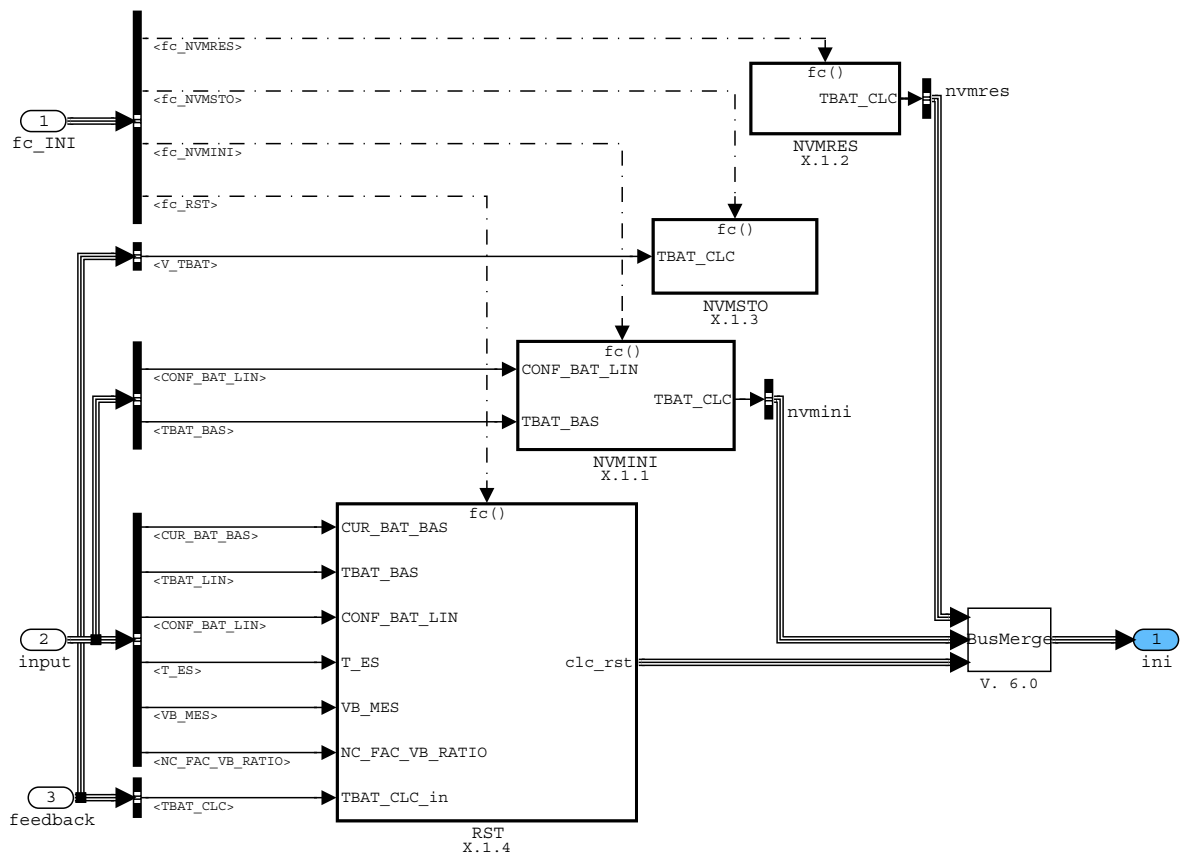 <fc_NVMRES>
fc()
TBAT_CLC
nvmres
NVMRES
X.1.2
<fc_NVMSTO>
1
fc_INI
<fc_NVMINI>
<fc_RST>
fc()
TBAT_CLC
NVMSTO
X.1.3
<V_TBAT>
fc()
CONF_BAT_LIN
TBAT_BAS
TBAT_CLC
nvmini
NVMINI
X.1.1
<CONF_BAT_LIN>
<TBAT_BAS>
fc()
<CUR_BAT_BAS>
CUR_BAT_BAS
<TBAT_LIN>
TBAT_BAS
<CONF_BAT_LIN>
CONF_BAT_LIN
2
input
<T_ES>
T_ES
clc_rst
<VB_MES>
VB_MES
<NC_FAC_VB_RATIO>
NC_FAC_VB_RATIO
3
feedback
<TBAT_CLC>
TBAT_CLC_in
RST
X.1.4
BusMerge
V. 6.0
1
ini